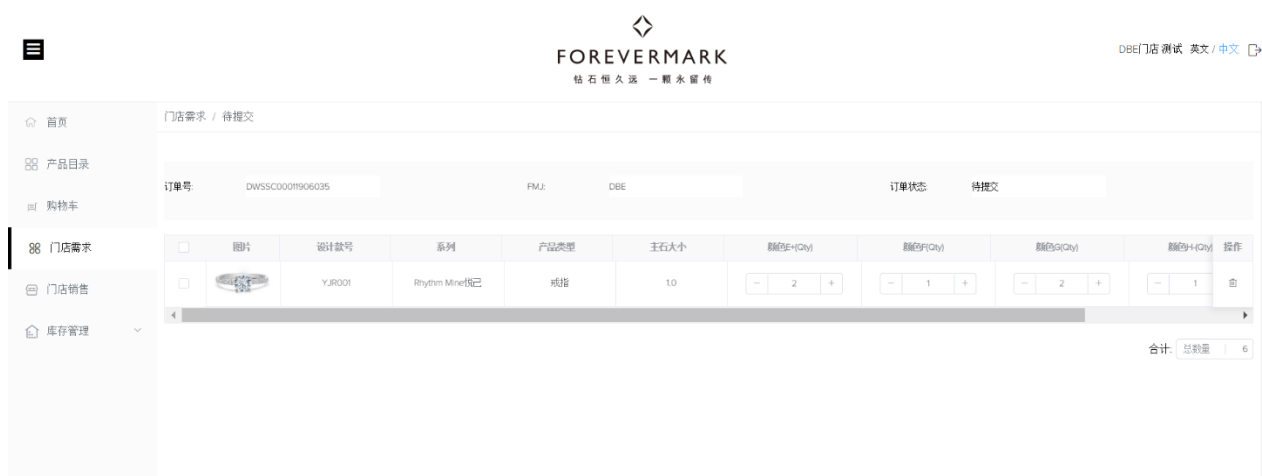 FOREVERMARK
钻石恒久远 一颗永留传
DBE门店 测试 英文 / 中文
首页
产品目录
购物车
门店需求
门店销售
库存管理
门店需求 / 待提交
订单号: DWSSC00011906035 FMJ: DBE 订单状态: 待提交
图片 设计款号 系列 产品类型 主石大小 颜色E+(Qty) 颜色F(Qty) 颜色G(Qty) 颜色H-(Qty) 操作
YJR001 Rhythm Mine悦己 戒指 1.0 − 2 + − 1 + − 2 + − 1
合计: 总数量 6